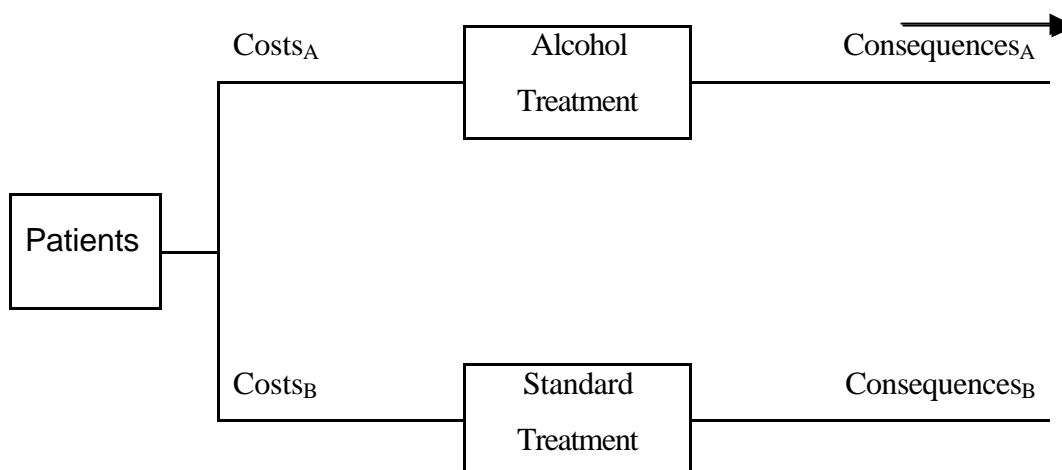 Costs_A
Alcohol
Treatment
Consequences_A
Patients
Costs_B
Standard
Treatment
Consequences_B